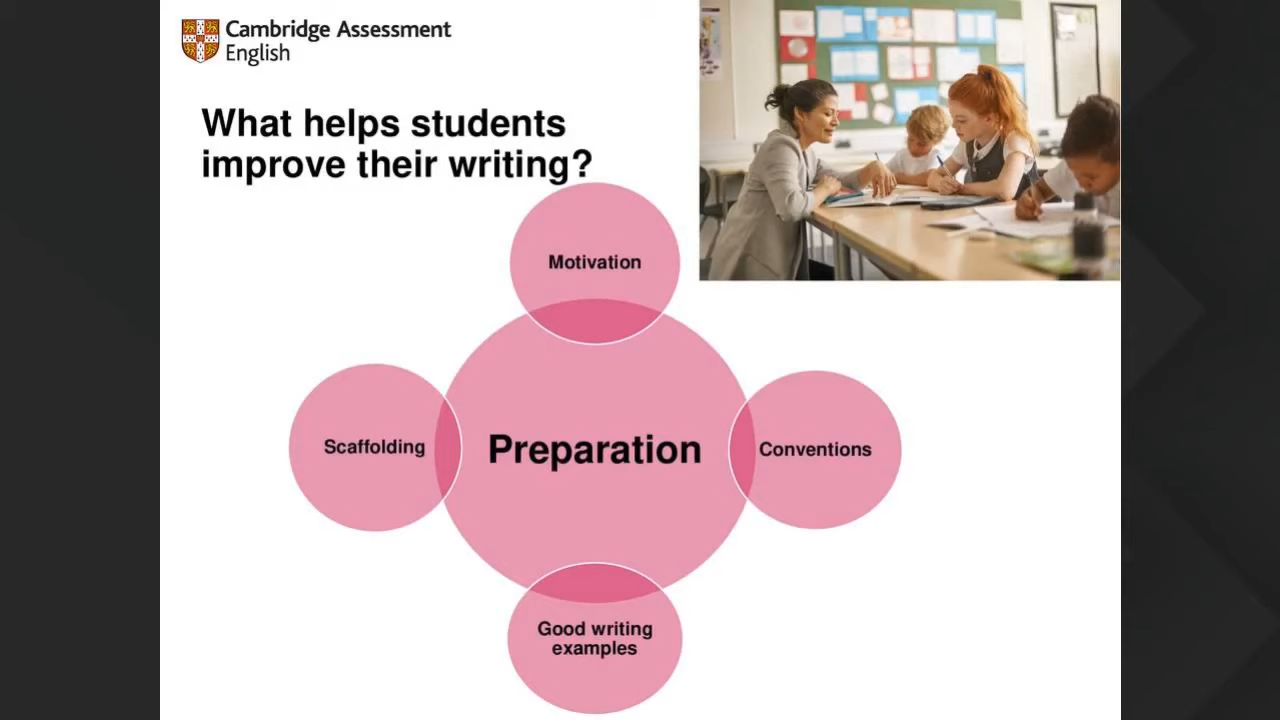 Cambridge Assessment
English
What helps students
improve their writing?
Motivation
Scaffolding
Preparation
Conventions
Good writing
examples